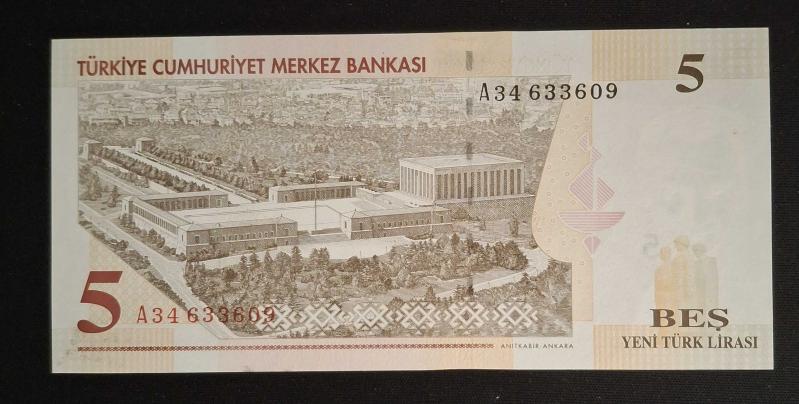 TÜRKİYE CUMHURİYET MERKEZ BANKASI
5
A34 633609
5
A34 633609
ANITKABİR-ANKARA
BEŞ
YENİ TÜRK LİRASI